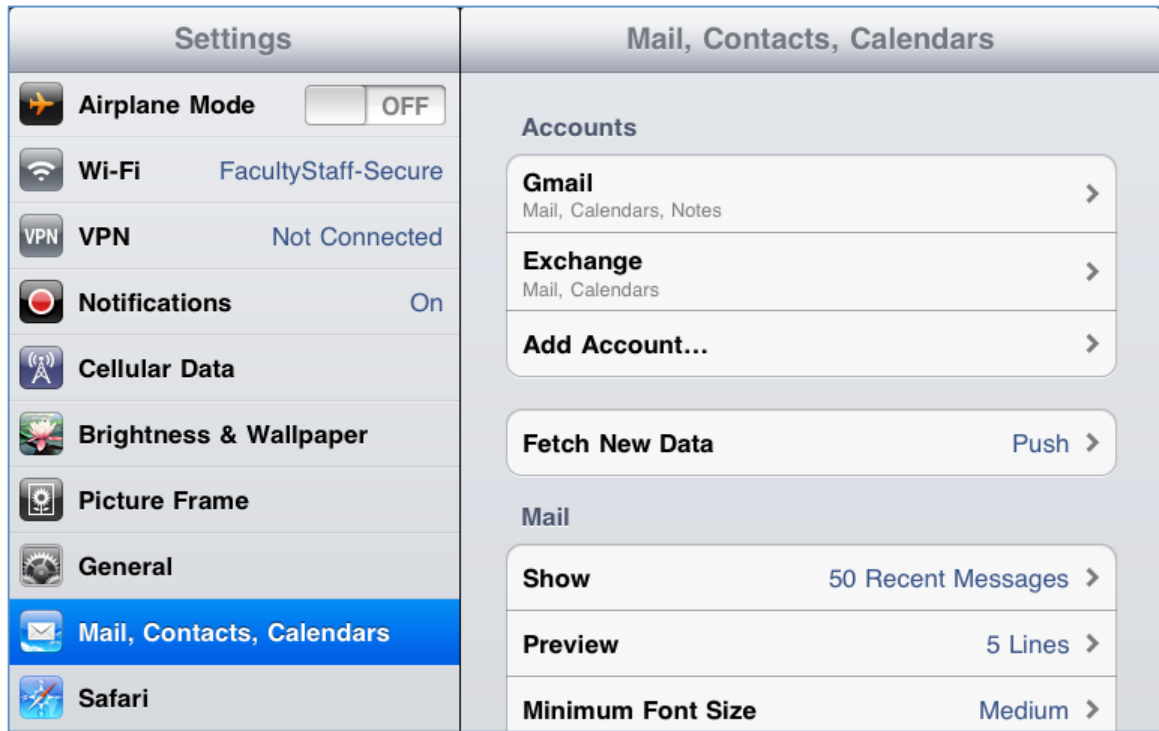 Settings
Airplane Mode OFF
Wi-Fi FacultyStaff-Secure
VPN VPN Not Connected
Notifications On
Cellular Data
Brightness & Wallpaper
Picture Frame
General
Mail, Contacts, Calendars
Safari
Mail, Contacts, Calendars
Accounts
Gmail
Mail, Calendars, Notes
Exchange
Mail, Calendars
Add Account...
Fetch New Data Push
Mail
Show 50 Recent Messages
Preview 5 Lines
Minimum Font Size Medium